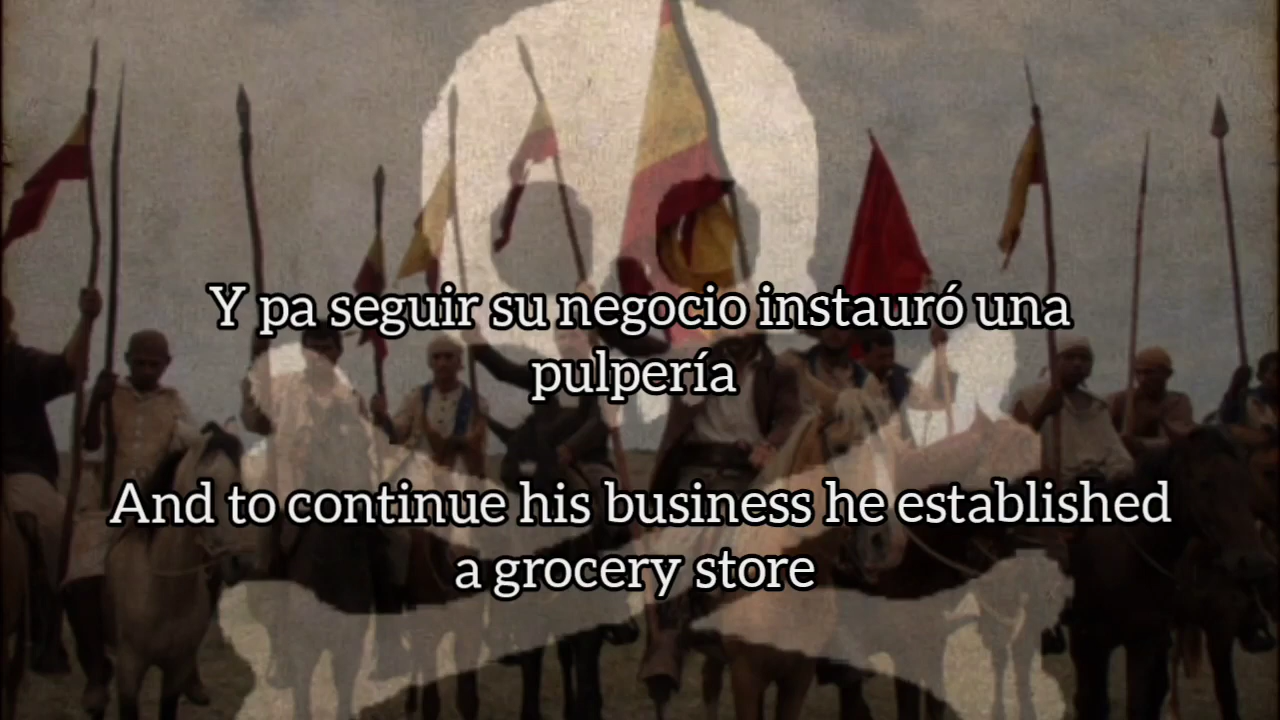 Y pa seguir su negocio instauró una
pulpería
And to continue his business he established
a grocery store